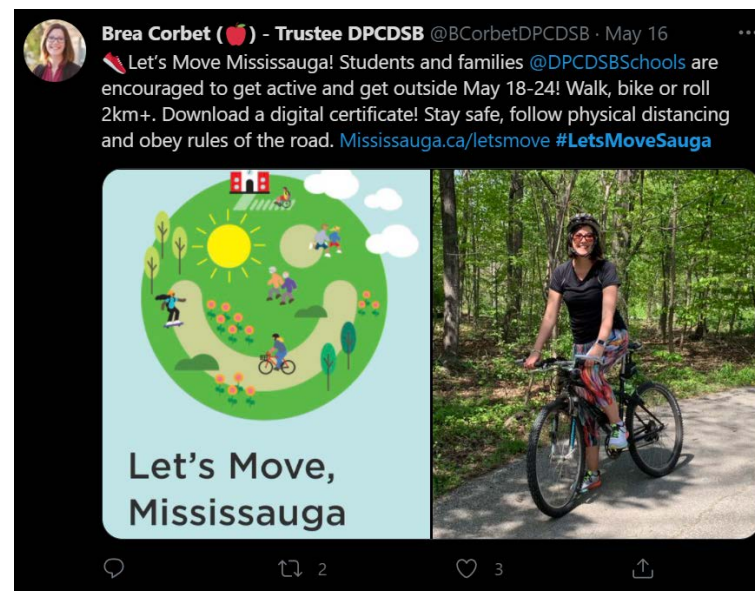 Brea Corbet (🍎) - Trustee DPCDSB @BCorbetDPCDSB · May 16
👟Let's Move Mississauga! Students and families @DPCDSBSchools are
encouraged to get active and get outside May 18-24! Walk, bike or roll
2km+. Download a digital certificate! Stay safe, follow physical distancing
and obey rules of the road. Mississauga.ca/letsmove #LetsMoveSauga
Let's Move,
Mississauga
2 3